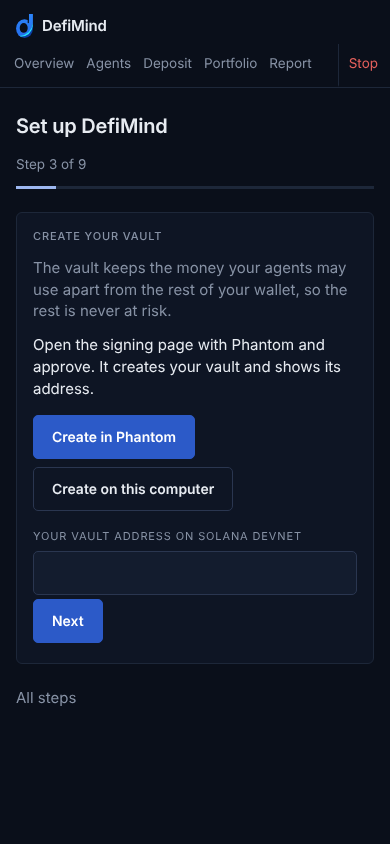 DefiMind
Overview Agents Deposit Portfolio Report Stop
Set up DefiMind
Step 3 of 9
CREATE YOUR VAULT
The vault keeps the money your agents may
use apart from the rest of your wallet, so the
rest is never at risk.
Open the signing page with Phantom and
approve. It creates your vault and shows its
address.
Create in Phantom
Create on this computer
YOUR VAULT ADDRESS ON SOLANA DEVNET
Next
All steps